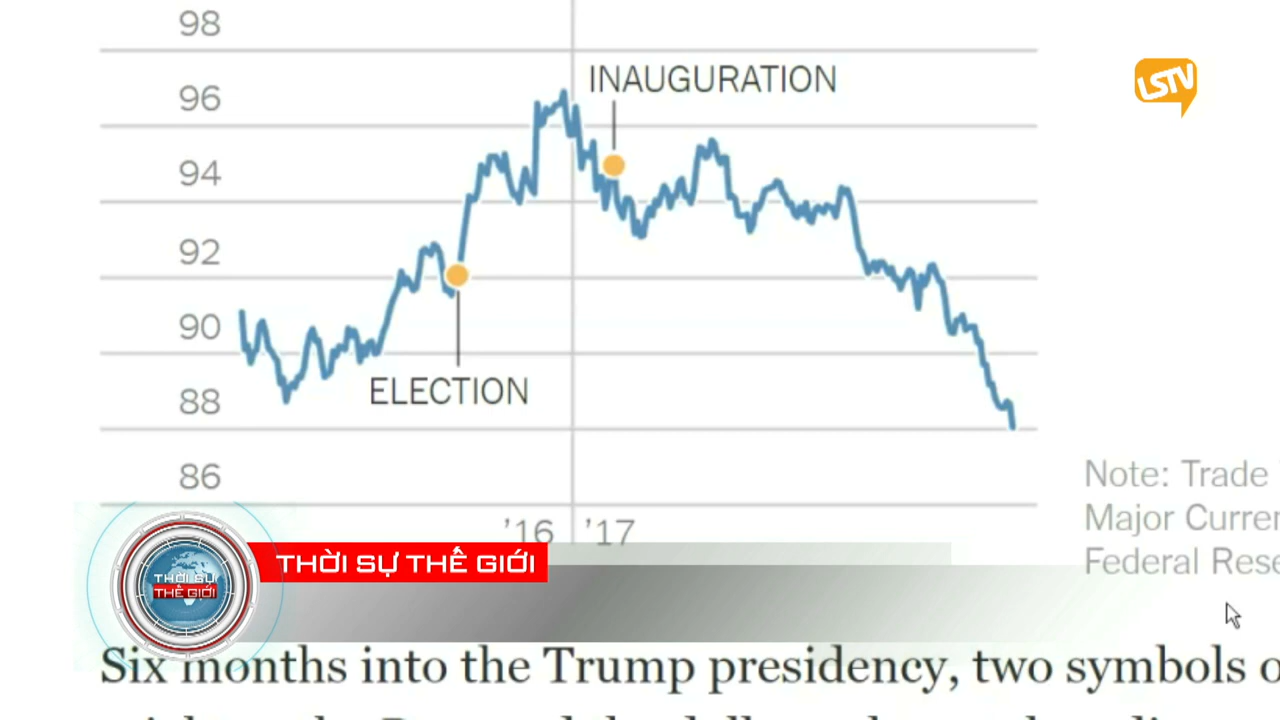 98
LSTV
INAUGURATION
96
94
92
90
ELECTION
88
86
Note: Trade
Major Curren
Federal Rese
'16 '17
THỜI SỰ THẾ GIỚI
THỜI SỰ
THẾ GIỚI
Six months into the Trump presidency, two symbols o